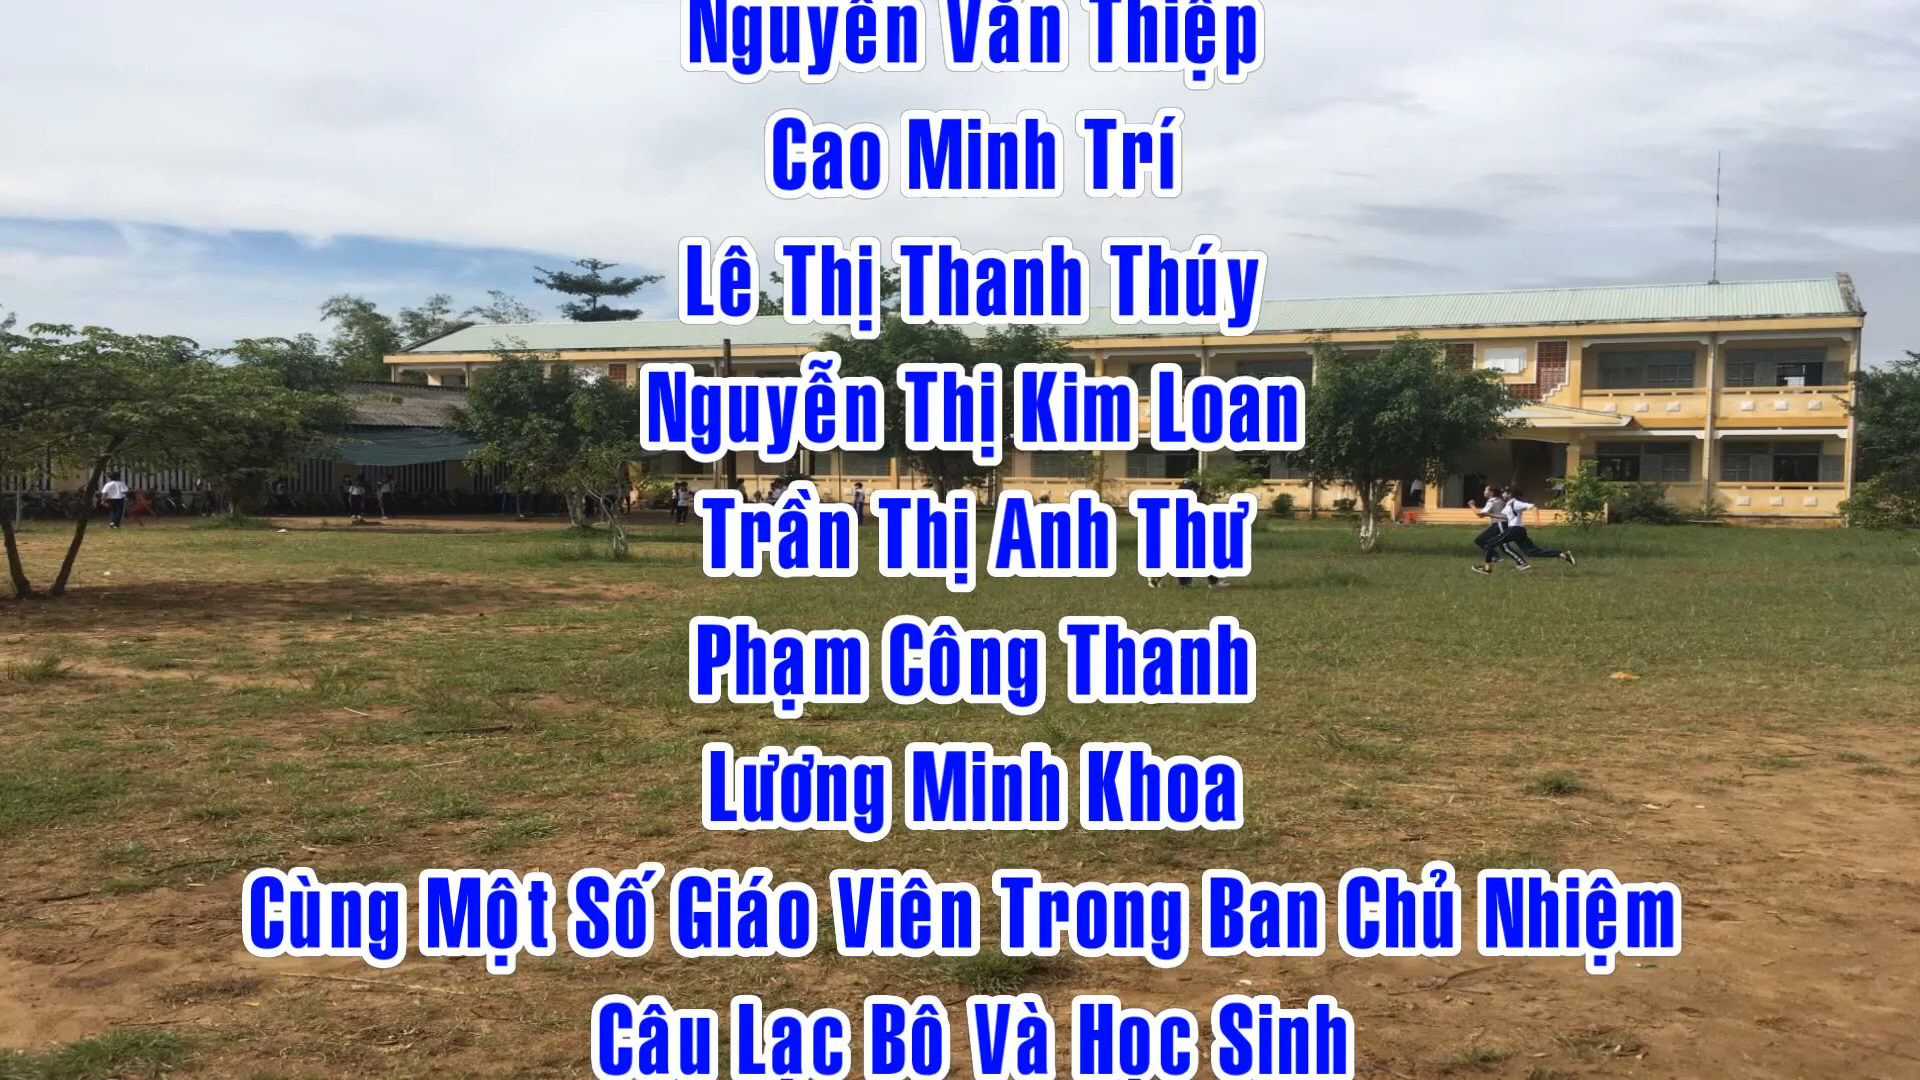 Nguyễn Văn Thiệp
Cao Minh Trí
Lê Thị Thanh Thúy
Nguyễn Thị Kim Loan
Trần Thị Anh Thư
Phạm Công Thanh
Lương Minh Khoa
Cùng Một Số Giáo Viên Trong Ban Chủ Nhiệm
Câu Lạc Bộ Và Học Sinh